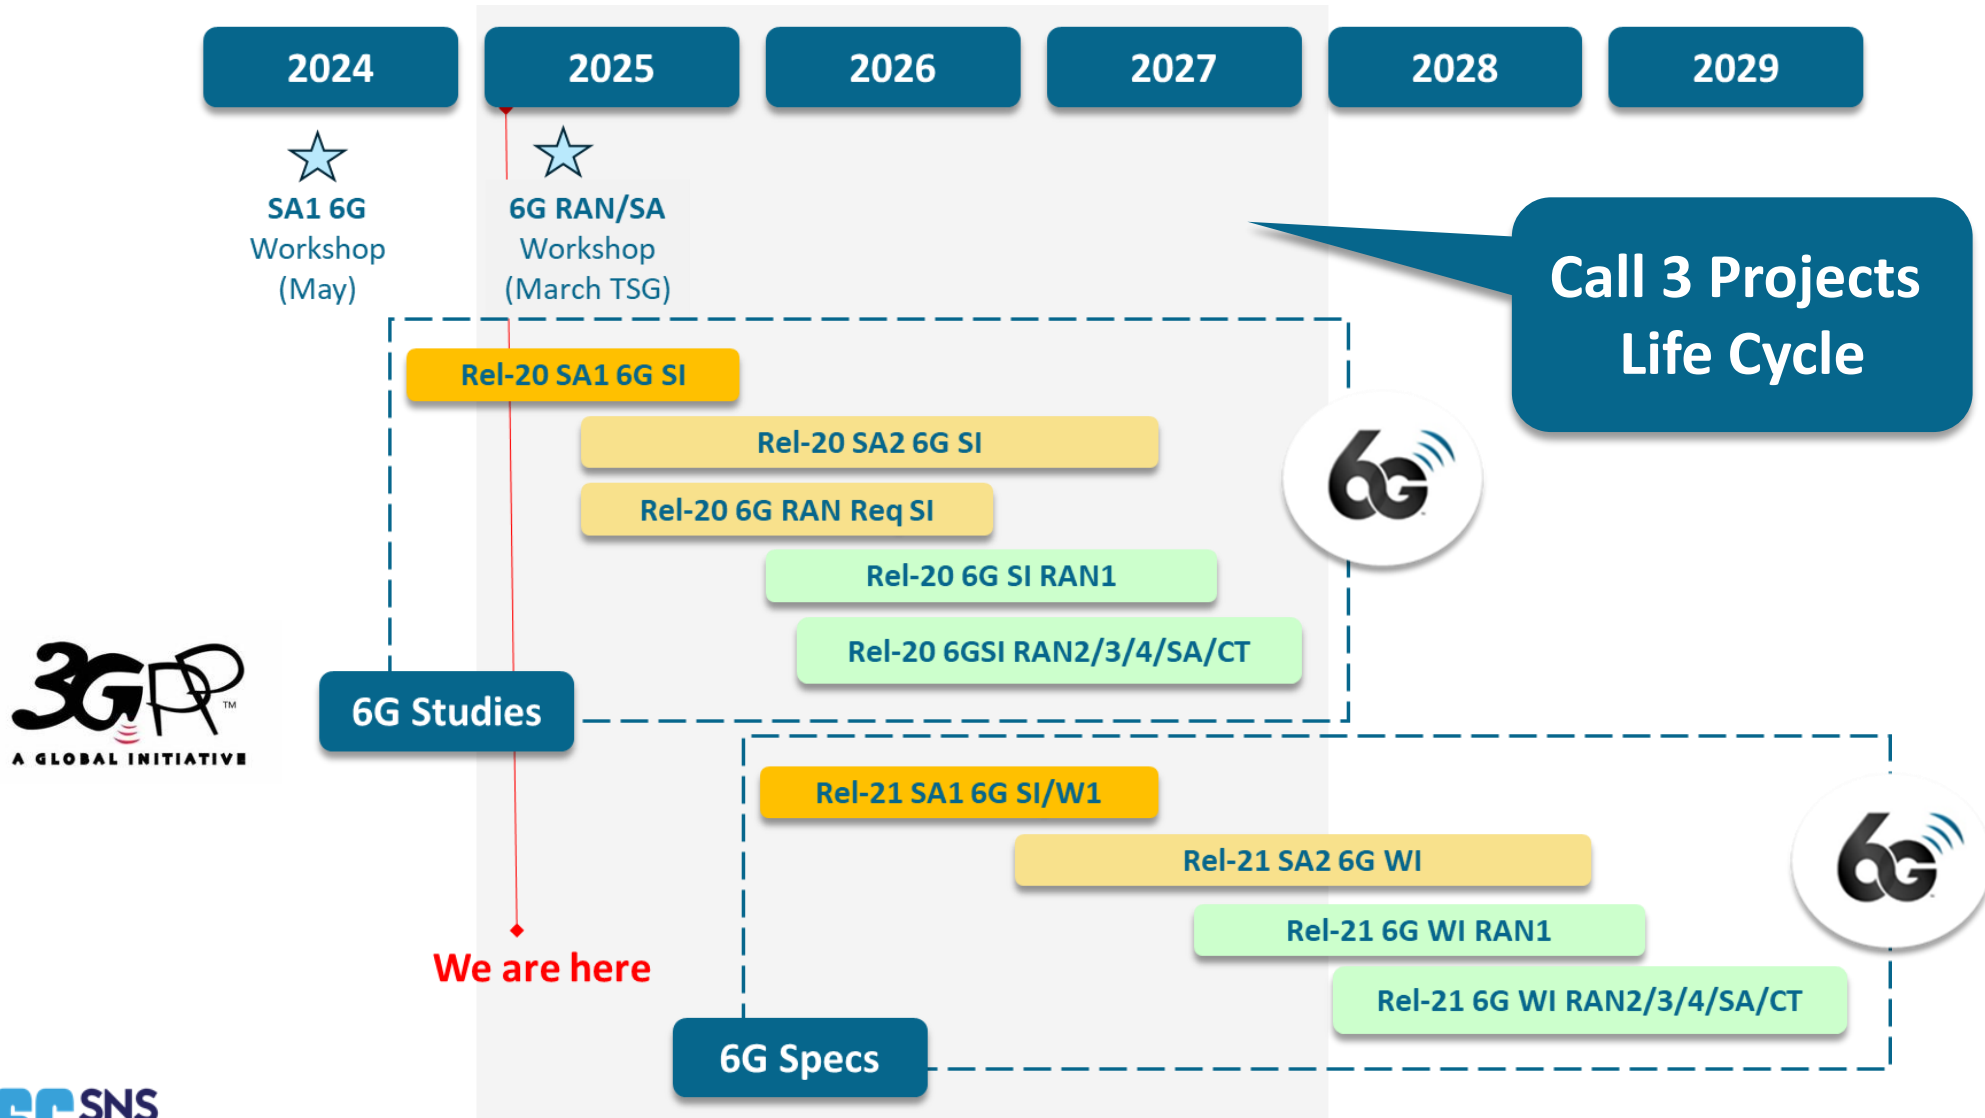 2024
2025
2026
2027
2028
2029
SA1 6G
Workshop
(May)
6G RAN/SA
Workshop
(March TSG)
Call 3 Projects
Life Cycle
Rel-20 SA1 6G SI
Rel-20 SA2 6G SI
Rel-20 6G RAN Req SI
Rel-20 6G SI RAN1
Rel-20 6GSI RAN2/3/4/SA/CT
6G
3GPP
TM
A GLOBAL INITIATIVE
6G Studies
Rel-21 SA1 6G SI/W1
Rel-21 SA2 6G WI
Rel-21 6G WI RAN1
Rel-21 6G WI RAN2/3/4/SA/CT
6G
We are here
6G Specs
6G SNS